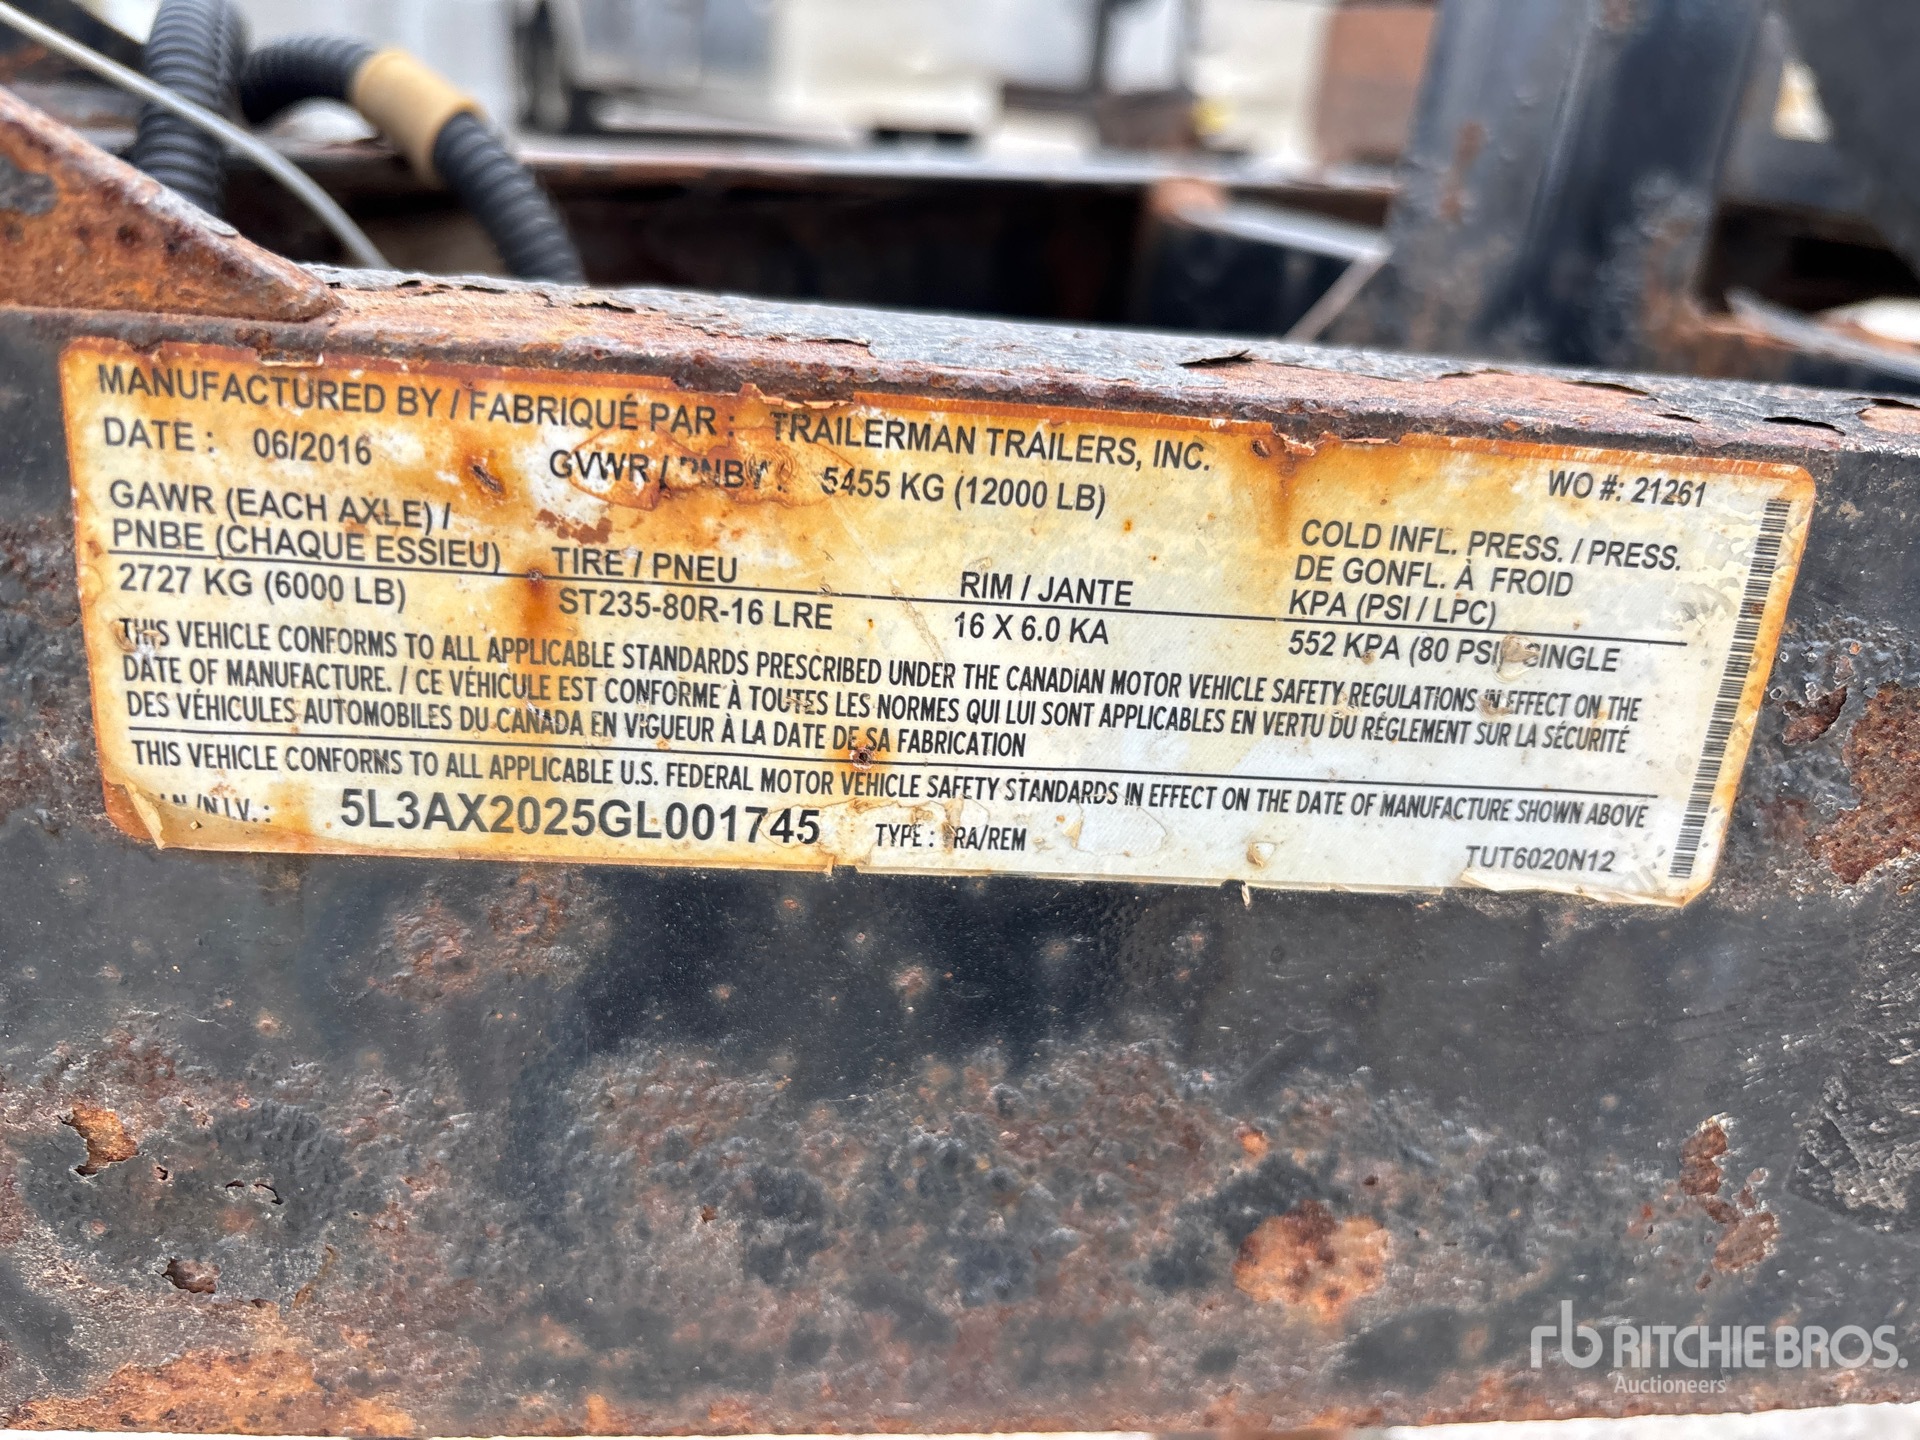 MANUFACTURED BY / FABRIQUÉ PAR : TRAILERMAN TRAILERS, INC.
DATE : 06/2016 GVWR / PNBV : 5455 KG (12000 LB) WO #: 21261
GAWR (EACH AXLE) /
PNBE (CHAQUE ESSIEU) TIRE / PNEU RIM / JANTE COLD INFL. PRESS. / PRESS.
DE GONFL. À FROID
KPA (PSI / LPC)
2727 KG (6000 LB) ST235-80R-16 LRE 16 X 6.0 KA 552 KPA (80 PSI) SINGLE
THIS VEHICLE CONFORMS TO ALL APPLICABLE STANDARDS PRESCRIBED UNDER THE CANADIAN MOTOR VEHICLE SAFETY REGULATIONS IN EFFECT ON THE
DATE OF MANUFACTURE. / CE VÉHICULE EST CONFORME À TOUTES LES NORMES QUI LUI SONT APPLICABLES EN VERTU DU RÈGLEMENT SUR LA SÉCURITÉ
DES VÉHICULES AUTOMOBILES DU CANADA EN VIGUEUR À LA DATE DE SA FABRICATION
THIS VEHICLE CONFORMS TO ALL APPLICABLE U.S. FEDERAL MOTOR VEHICLE SAFETY STANDARDS IN EFFECT ON THE DATE OF MANUFACTURE SHOWN ABOVE
/N.I.V. : 5L3AX2025GL001745 TYPE : TRA/REM TUT6020N12
rb RITCHIE BROS.
Auctioneers